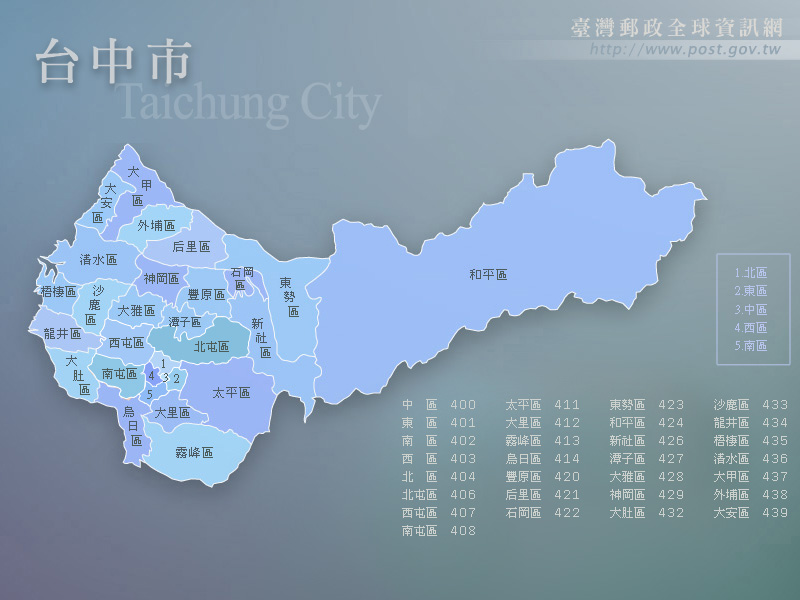 臺灣郵政全球資訊網
http://www.post.gov.tw
台中市
Taichung City
大甲區
大安區
外埔區
后里區
清水區
神岡區
石岡區
東勢區
和平區
梧棲區
沙鹿區
豐原區
大雅區
潭子區
新社區
龍井區
西屯區
北屯區
大肚區
南屯區
1
2
3
4
5
太平區
烏日區
大里區
霧峰區
1.北區
2.東區
3.中區
4.西區
5.南區
中 區 400 太平區 411 東勢區 423 沙鹿區 433
東 區 401 大里區 412 和平區 424 龍井區 434
南 區 402 霧峰區 413 新社區 426 梧棲區 435
西 區 403 烏日區 414 潭子區 427 清水區 436
北 區 404 豐原區 420 大雅區 428 大甲區 437
北屯區 406 后里區 421 神岡區 429 外埔區 438
西屯區 407 石岡區 422 大肚區 432 大安區 439
南屯區 408